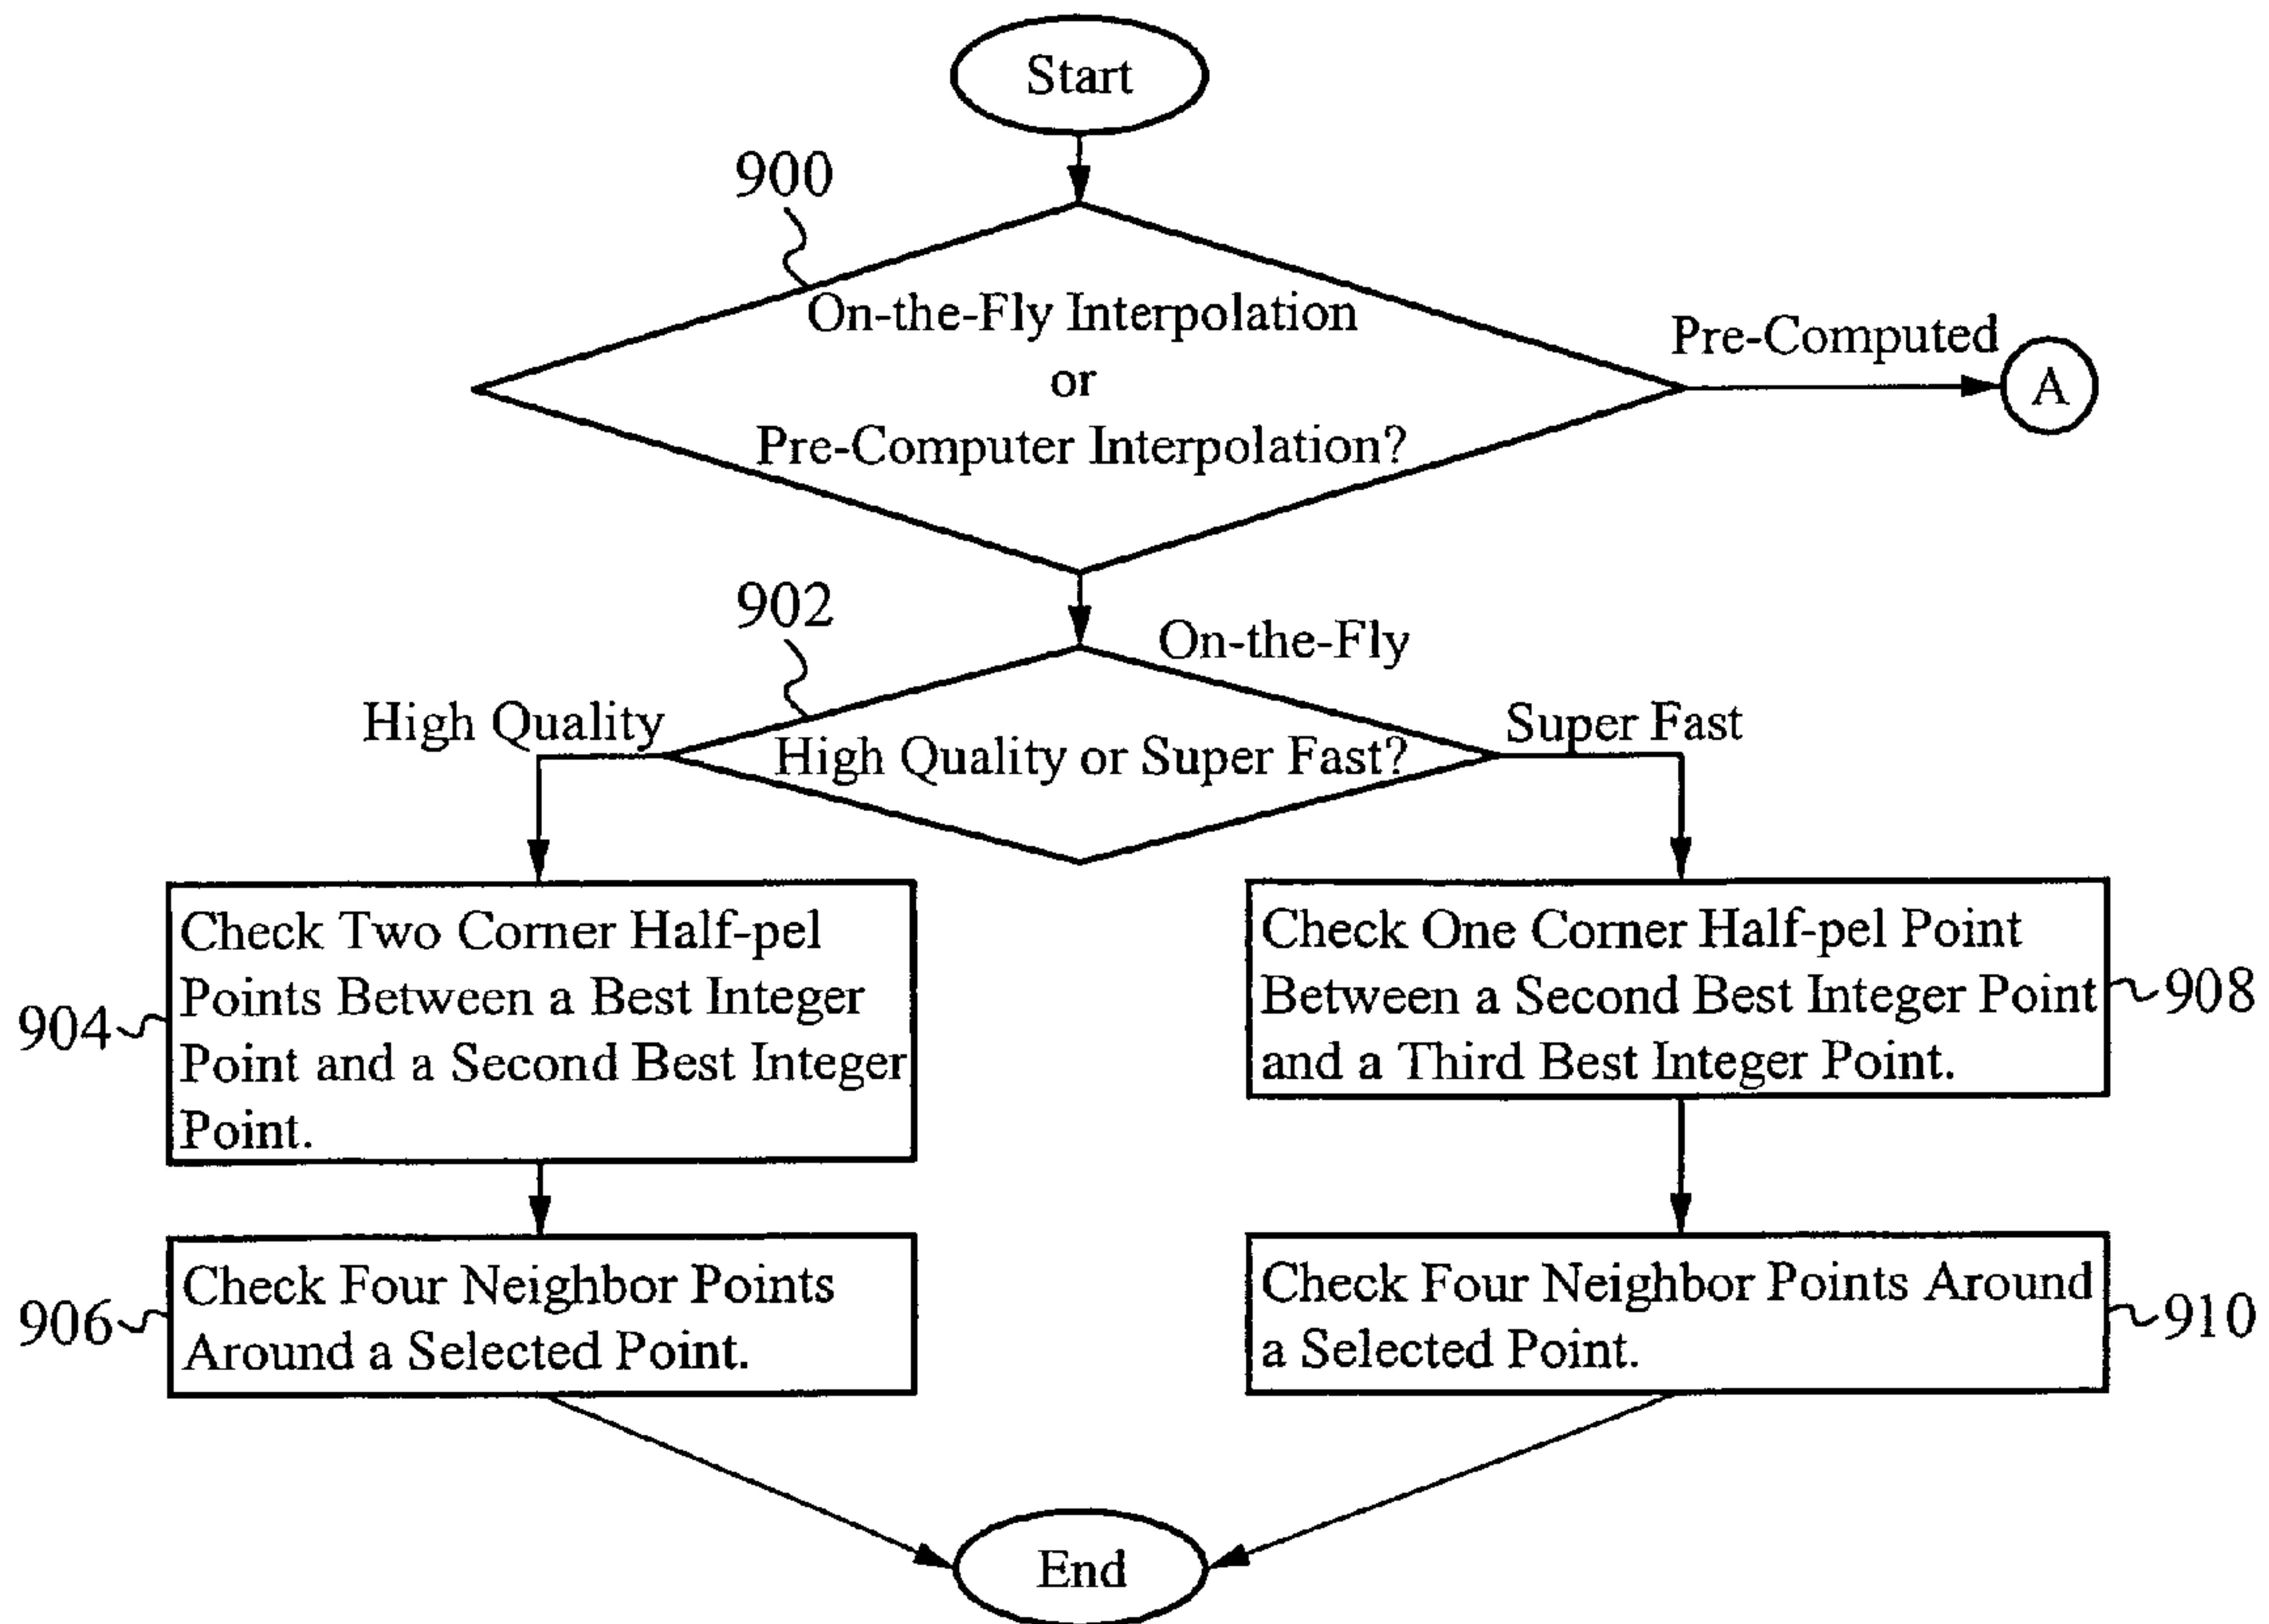 Start
900
On-the-Fly Interpolation
or
Pre-Computer Interpolation?
Pre-Computed
A
902
On-the-Fly
High Quality
High Quality or Super Fast?
Super Fast
904
Check Two Corner Half-pel
Points Between a Best Integer
Point and a Second Best Integer
Point.
Check One Corner Half-pel Point
Between a Second Best Integer Point
and a Third Best Integer Point.
908
906
Check Four Neighbor Points
Around a Selected Point.
Check Four Neighbor Points Around
a Selected Point.
910
End